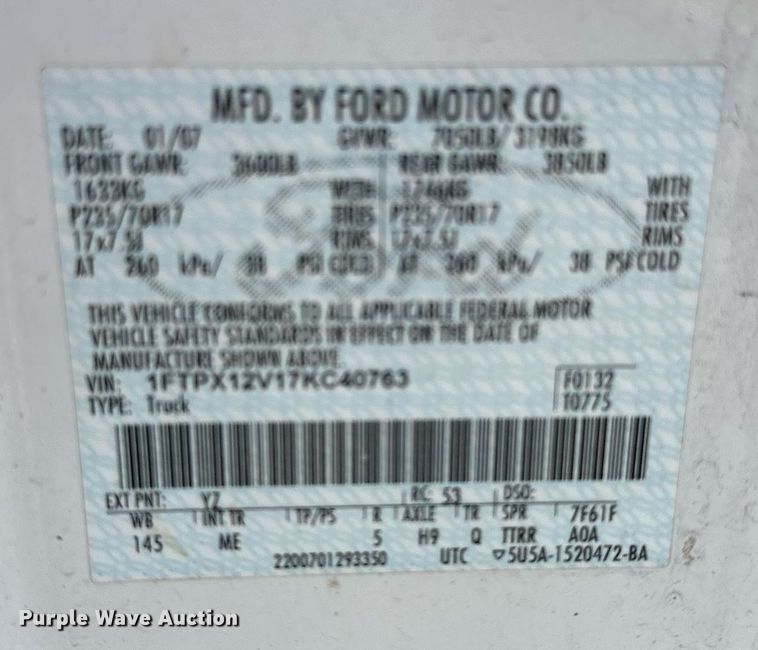 MFD. BY FORD MOTOR CO.
DATE: 01/07 GVWR: 7050LB/ 3198KG
FRONT GAWR: 3600LB REAR GAWR: 3850LB
1633KG WITH 1746KG WITH
P235/70R17 TIRES P235/70R17 TIRES
17x7.5J RIMS 17x7.5J RIMS
AT 260 kPa/ 38 PSI COLD AT 260 kPa/ 38 PSI COLD
THIS VEHICLE CONFORMS TO ALL APPLICABLE FEDERAL MOTOR
VEHICLE SAFETY STANDARDS IN EFFECT ON THE DATE OF
MANUFACTURE SHOWN ABOVE.
VIN: 1FTPX12V17KC40763 F0132
TYPE: Truck T0775
EXT PNT: YZ RC: 53 DSO:
WB INT TR TP/PS R AXLE TR SPR 7F61F
145 ME 5 H9 Q TTRR AOA
2200701293350 UTC 5U5A-1520472-BA
Purple Wave Auction